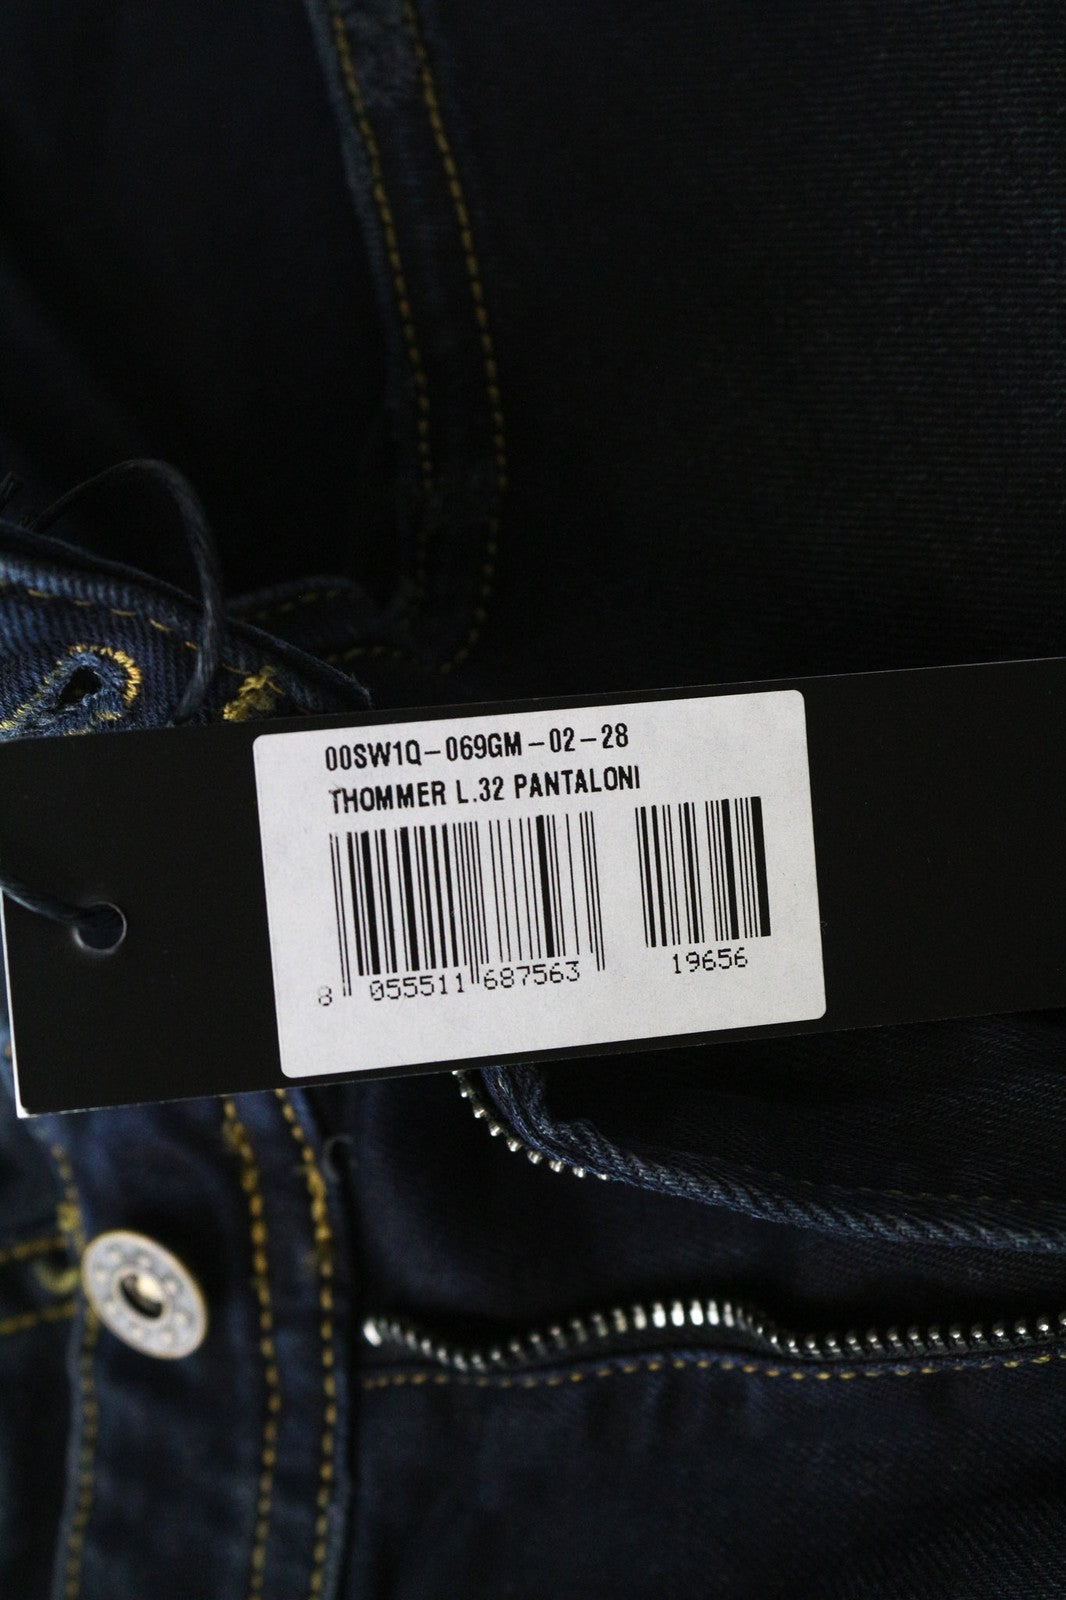 00SW1Q-069GM-02-28
THOMMER L.32 PANTALONI
8 055511 687563
19656